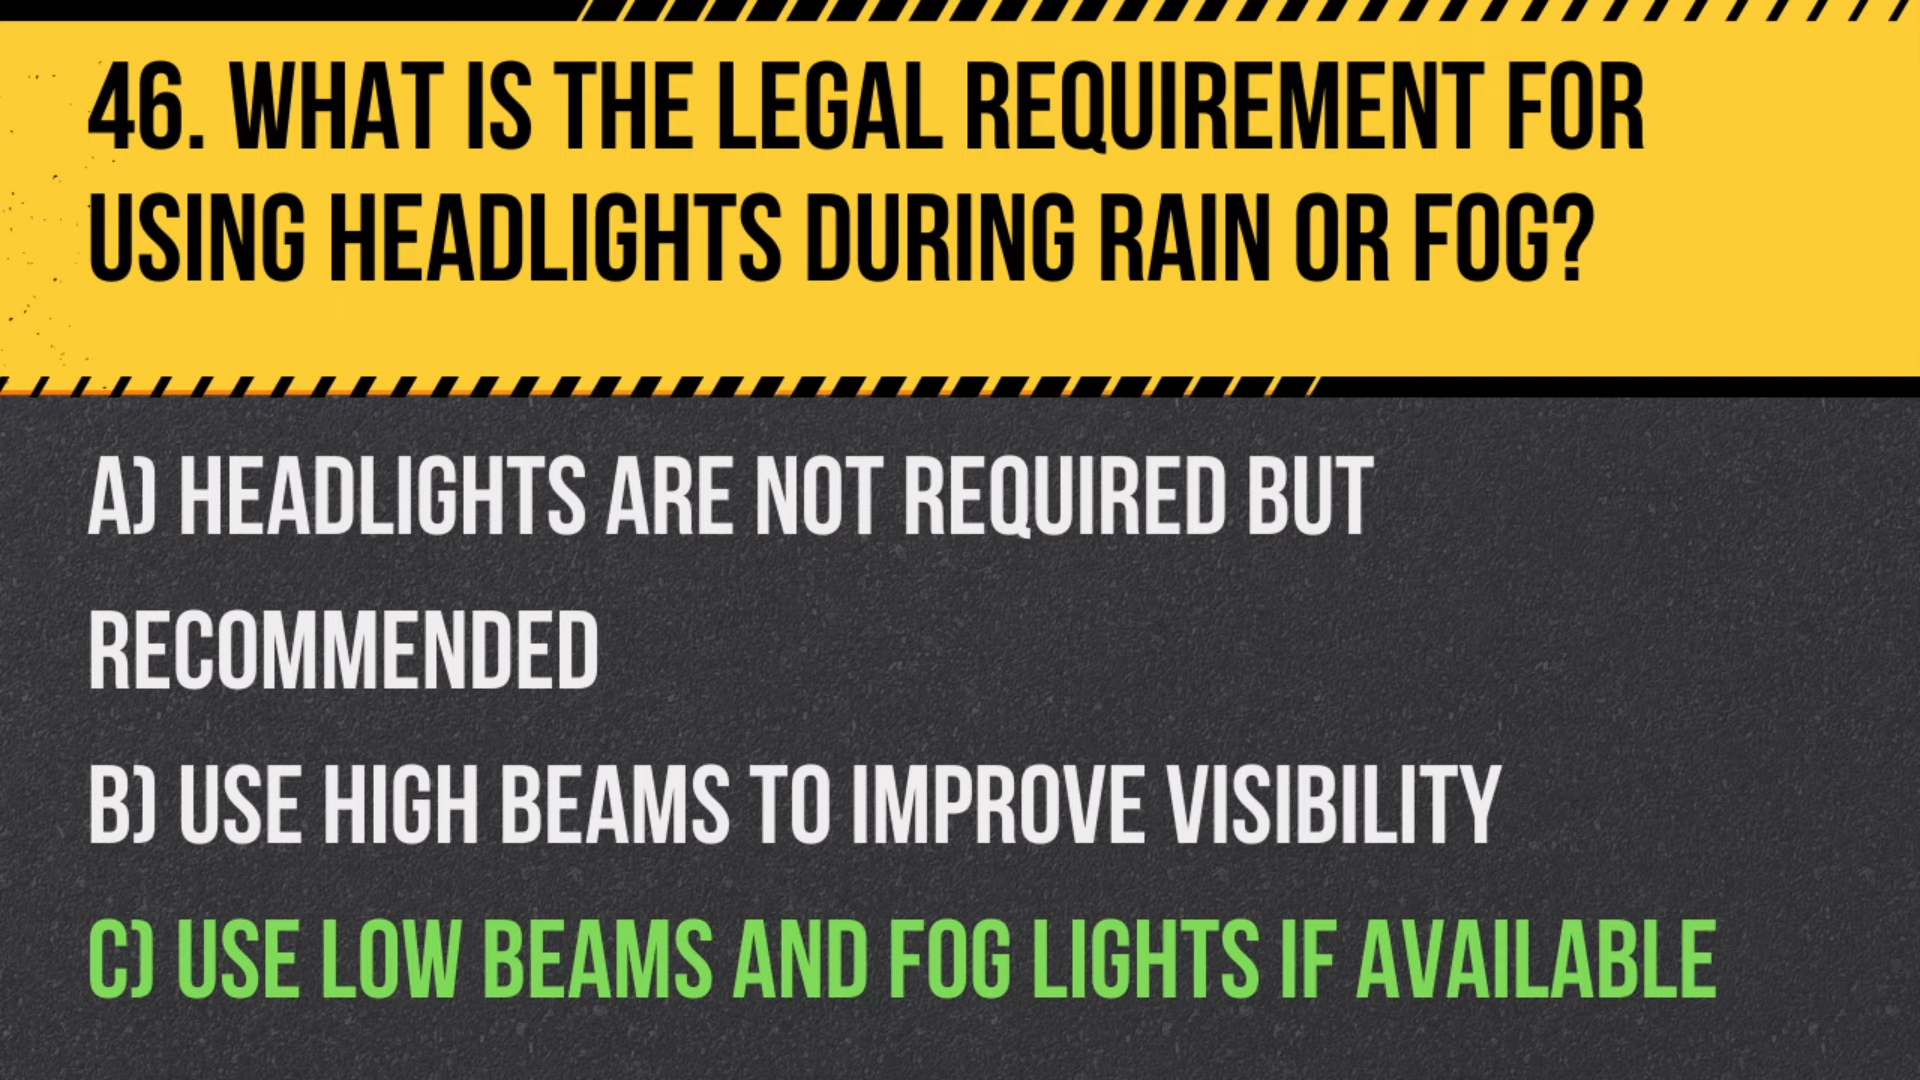 46. WHAT IS THE LEGAL REQUIREMENT FOR
USING HEADLIGHTS DURING RAIN OR FOG?
A) HEADLIGHTS ARE NOT REQUIRED BUT
RECOMMENDED
B) USE HIGH BEAMS TO IMPROVE VISIBILITY
C) USE LOW BEAMS AND FOG LIGHTS IF AVAILABLE